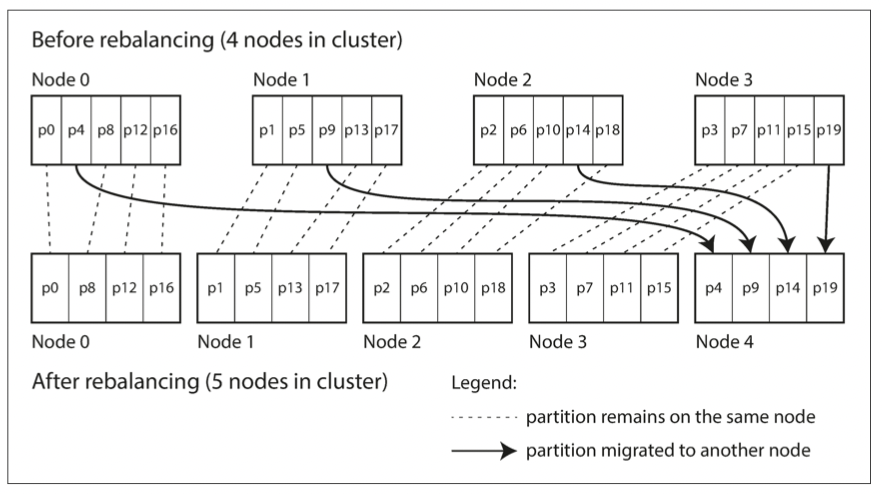 Before rebalancing (4 nodes in cluster)
Node 0 Node 1 Node 2 Node 3
p0 p4 p8 p12 p16 p1 p5 p9 p13 p17 p2 p6 p10 p14 p18 p3 p7 p11 p15 p19
p0 p8 p12 p16 p1 p5 p13 p17 p2 p6 p10 p18 p3 p7 p11 p15 p4 p9 p14 p19
Node 0 Node 1 Node 2 Node 3 Node 4
After rebalancing (5 nodes in cluster)
Legend:
partition remains on the same node
partition migrated to another node